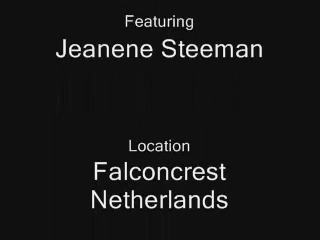 Featuring
Jeanene Steeman
Location
Falconcrest
Netherlands